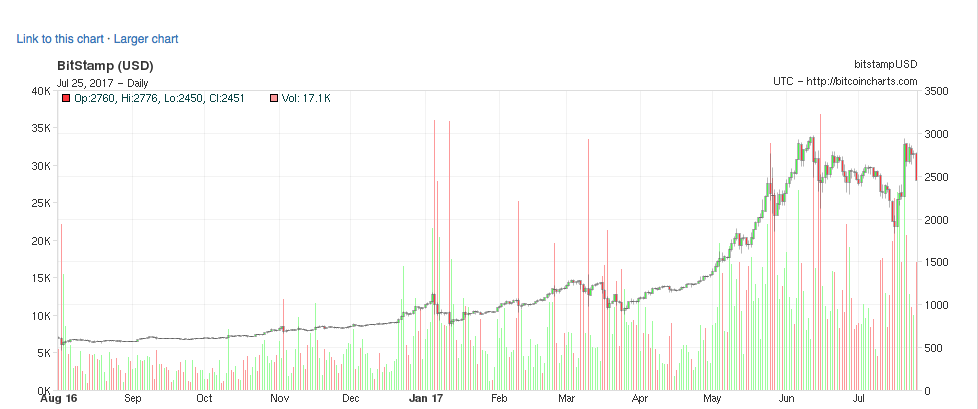 Link to this chart · Larger chart
BitStamp (USD)
bitstampUSD
Jul 25, 2017 - Daily
UTC - http://bitcoincharts.com
Op:2760, Hi:2776, Lo:2450, Cl:2451
Vol: 17.1K
40K
35K
30K
25K
20K
15K
10K
5K
0K
3500
3000
2500
2000
1500
1000
500
0
Aug 16
Sep
Oct
Nov
Dec
Jan 17
Feb
Mar
Apr
May
Jun
Jul